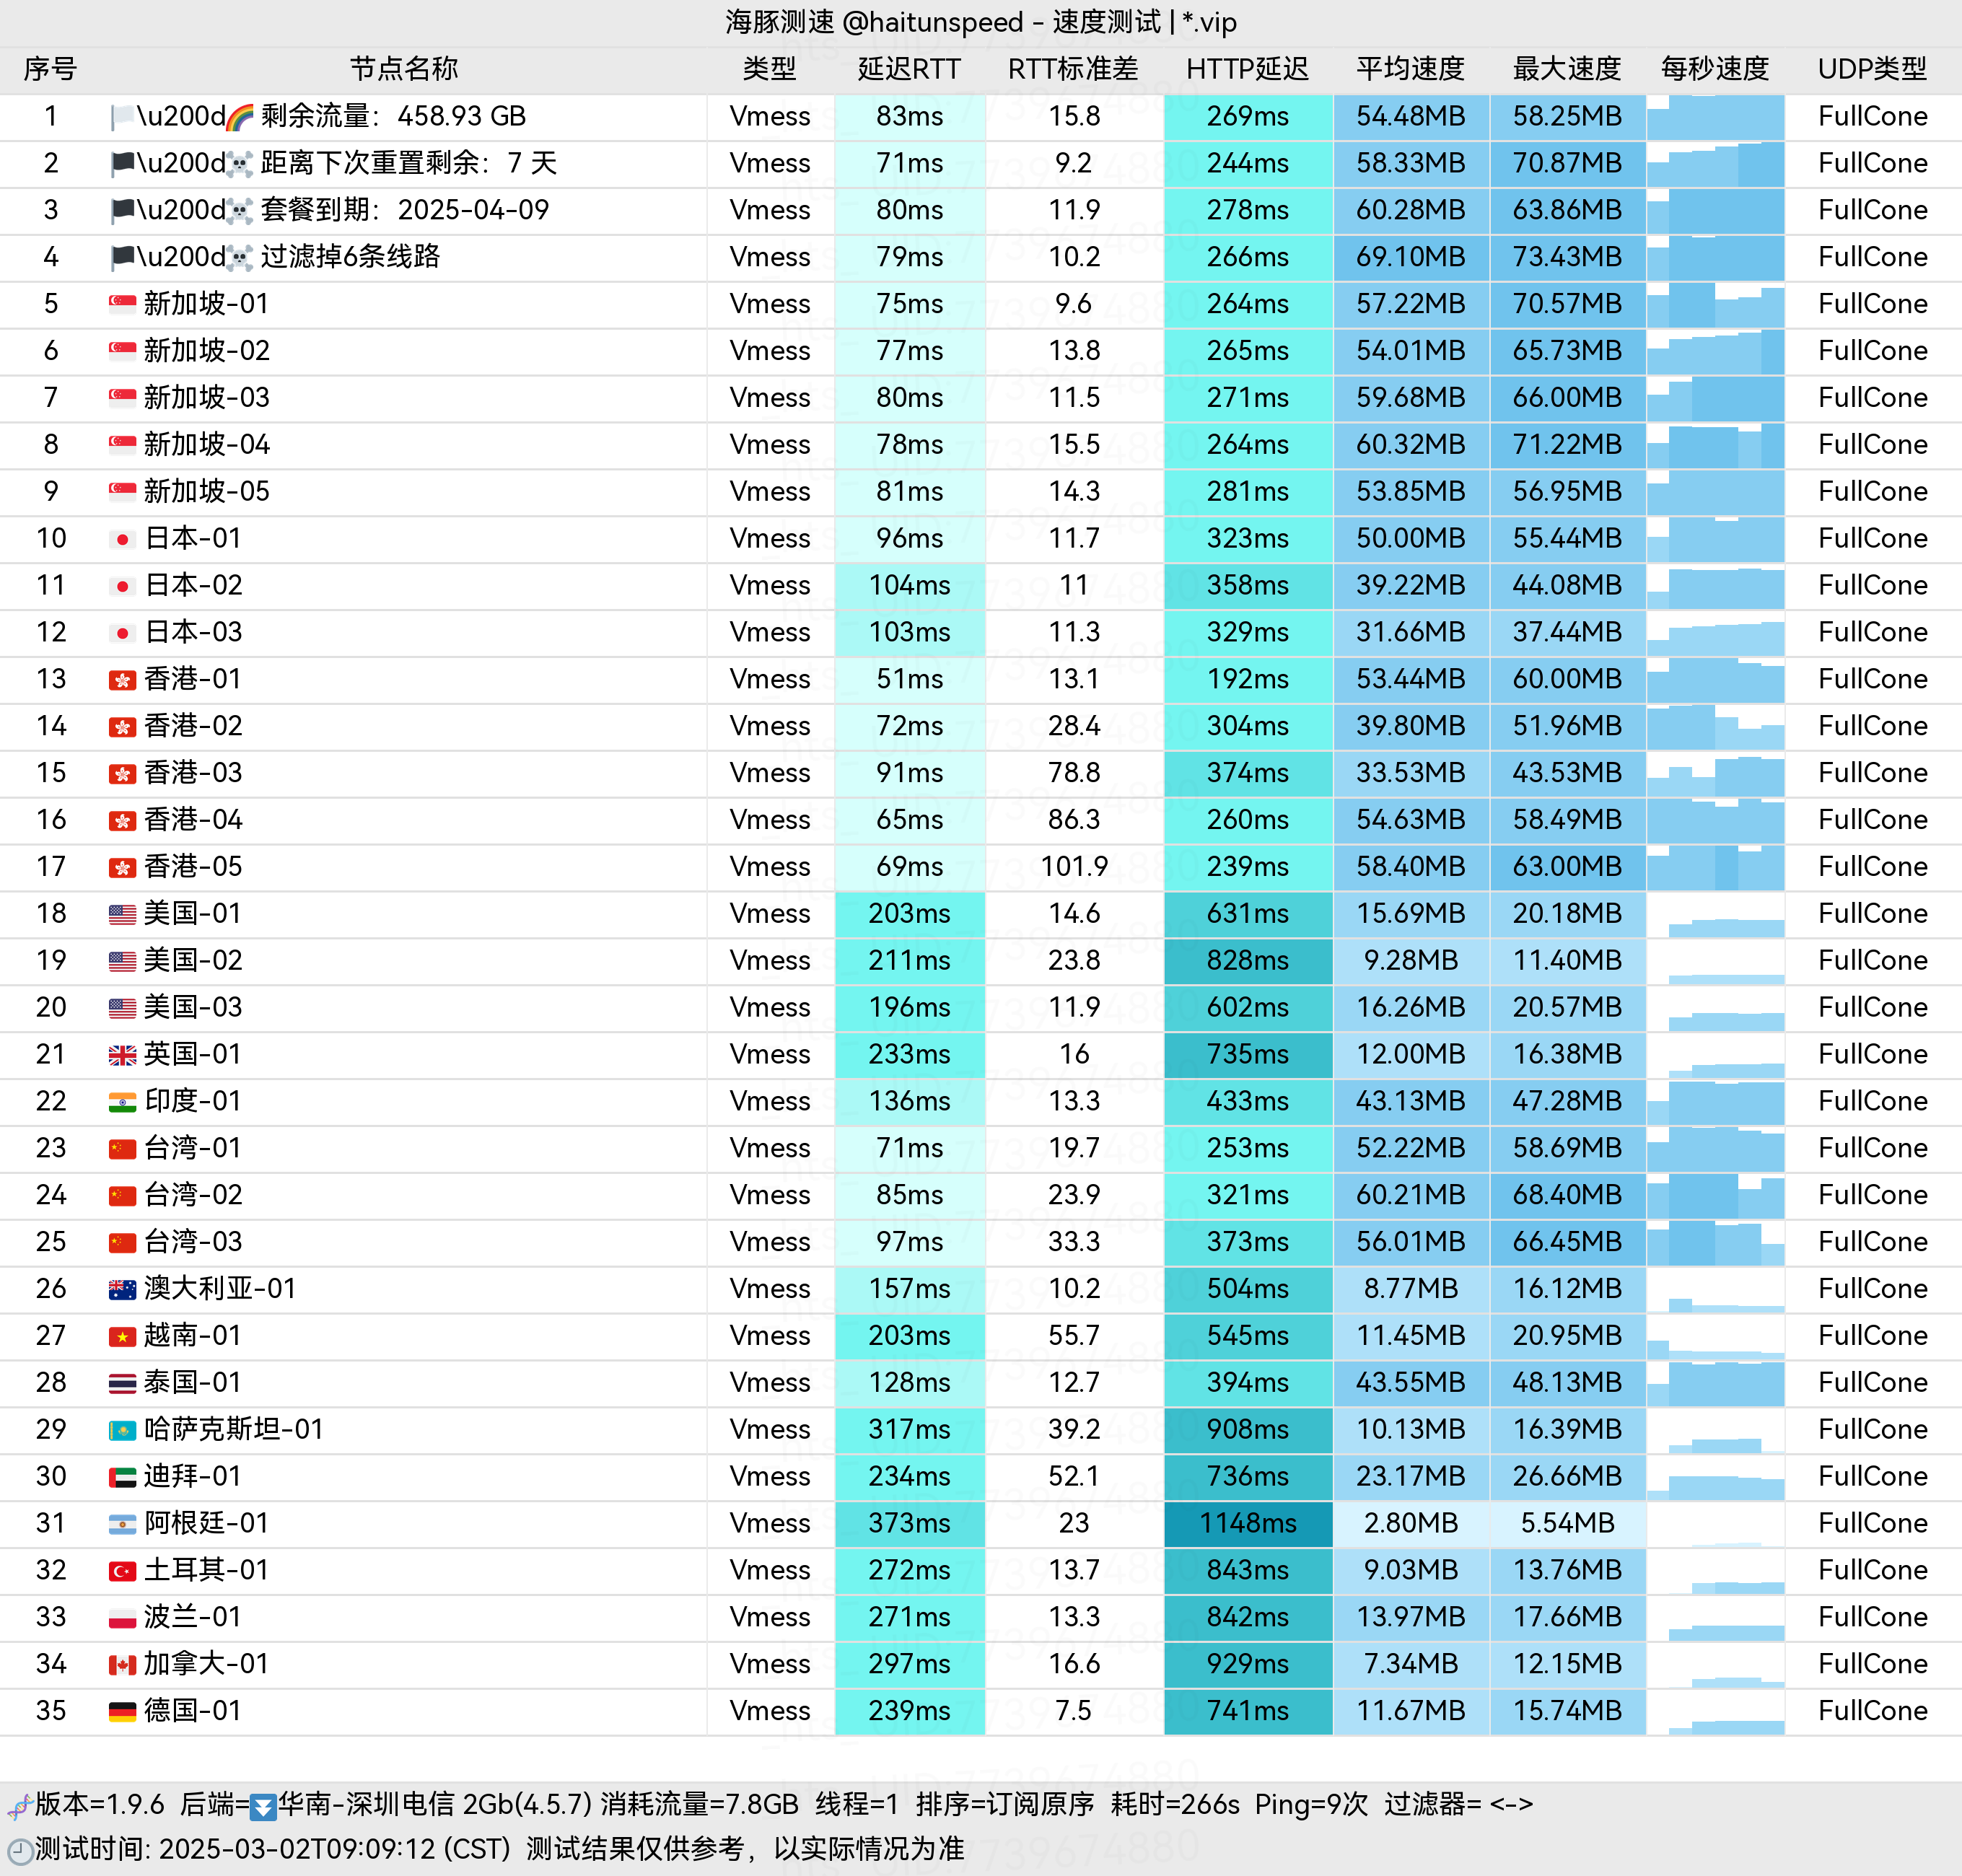 海豚测速 @haitunspeed - 速度测试 | *.vip
序号 节点名称 类型 延迟RTT RTT标准差 HTTP延迟 平均速度 最大速度 每秒速度 UDP类型
1 🏳️\u200d🌈 剩余流量：458.93 GB Vmess 83ms 15.8 269ms 54.48MB 58.25MB FullCone
2 🏴\u200d☠️ 距离下次重置剩余：7 天 Vmess 71ms 9.2 244ms 58.33MB 70.87MB FullCone
3 🏴\u200d☠️ 套餐到期：2025-04-09 Vmess 80ms 11.9 278ms 60.28MB 63.86MB FullCone
4 🏴\u200d☠️ 过滤掉6条线路 Vmess 79ms 10.2 266ms 69.10MB 73.43MB FullCone
5 🇸🇬 新加坡-01 Vmess 75ms 9.6 264ms 57.22MB 70.57MB FullCone
6 🇸🇬 新加坡-02 Vmess 77ms 13.8 265ms 54.01MB 65.73MB FullCone
7 🇸🇬 新加坡-03 Vmess 80ms 11.5 271ms 59.68MB 66.00MB FullCone
8 🇸🇬 新加坡-04 Vmess 78ms 15.5 264ms 60.32MB 71.22MB FullCone
9 🇸🇬 新加坡-05 Vmess 81ms 14.3 281ms 53.85MB 56.95MB FullCone
10 🇯🇵 日本-01 Vmess 96ms 11.7 323ms 50.00MB 55.44MB FullCone
11 🇯🇵 日本-02 Vmess 104ms 11 358ms 39.22MB 44.08MB FullCone
12 🇯🇵 日本-03 Vmess 103ms 11.3 329ms 31.66MB 37.44MB FullCone
13 🇭🇰 香港-01 Vmess 51ms 13.1 192ms 53.44MB 60.00MB FullCone
14 🇭🇰 香港-02 Vmess 72ms 28.4 304ms 39.80MB 51.96MB FullCone
15 🇭🇰 香港-03 Vmess 91ms 78.8 374ms 33.53MB 43.53MB FullCone
16 🇭🇰 香港-04 Vmess 65ms 86.3 260ms 54.63MB 58.49MB FullCone
17 🇭🇰 香港-05 Vmess 69ms 101.9 239ms 58.40MB 63.00MB FullCone
18 🇺🇸 美国-01 Vmess 203ms 14.6 631ms 15.69MB 20.18MB FullCone
19 🇺🇸 美国-02 Vmess 211ms 23.8 828ms 9.28MB 11.40MB FullCone
20 🇺🇸 美国-03 Vmess 196ms 11.9 602ms 16.26MB 20.57MB FullCone
21 🇬🇧 英国-01 Vmess 233ms 16 735ms 12.00MB 16.38MB FullCone
22 🇮🇳 印度-01 Vmess 136ms 13.3 433ms 43.13MB 47.28MB FullCone
23 🇨🇳 台湾-01 Vmess 71ms 19.7 253ms 52.22MB 58.69MB FullCone
24 🇨🇳 台湾-02 Vmess 85ms 23.9 321ms 60.21MB 68.40MB FullCone
25 🇨🇳 台湾-03 Vmess 97ms 33.3 373ms 56.01MB 66.45MB FullCone
26 🇦🇺 澳大利亚-01 Vmess 157ms 10.2 504ms 8.77MB 16.12MB FullCone
27 🇻🇳 越南-01 Vmess 203ms 55.7 545ms 11.45MB 20.95MB FullCone
28 🇹🇭 泰国-01 Vmess 128ms 12.7 394ms 43.55MB 48.13MB FullCone
29 🇰🇿 哈萨克斯坦-01 Vmess 317ms 39.2 908ms 10.13MB 16.39MB FullCone
30 🇦🇪 迪拜-01 Vmess 234ms 52.1 736ms 23.17MB 26.66MB FullCone
31 🇦🇷 阿根廷-01 Vmess 373ms 23 1148ms 2.80MB 5.54MB FullCone
32 🇹🇷 土耳其-01 Vmess 272ms 13.7 843ms 9.03MB 13.76MB FullCone
33 🇵🇱 波兰-01 Vmess 271ms 13.3 842ms 13.97MB 17.66MB FullCone
34 🇨🇦 加拿大-01 Vmess 297ms 16.6 929ms 7.34MB 12.15MB FullCone
35 🇩🇪 德国-01 Vmess 239ms 7.5 741ms 11.67MB 15.74MB FullCone
🧬版本=1.9.6 后端=⏬华南-深圳电信 2Gb(4.5.7) 消耗流量=7.8GB 线程=1 排序=订阅原序 耗时=266s Ping=9次 过滤器= <->
🕘测试时间: 2025-03-02T09:09:12 (CST) 测试结果仅供参考，以实际情况为准